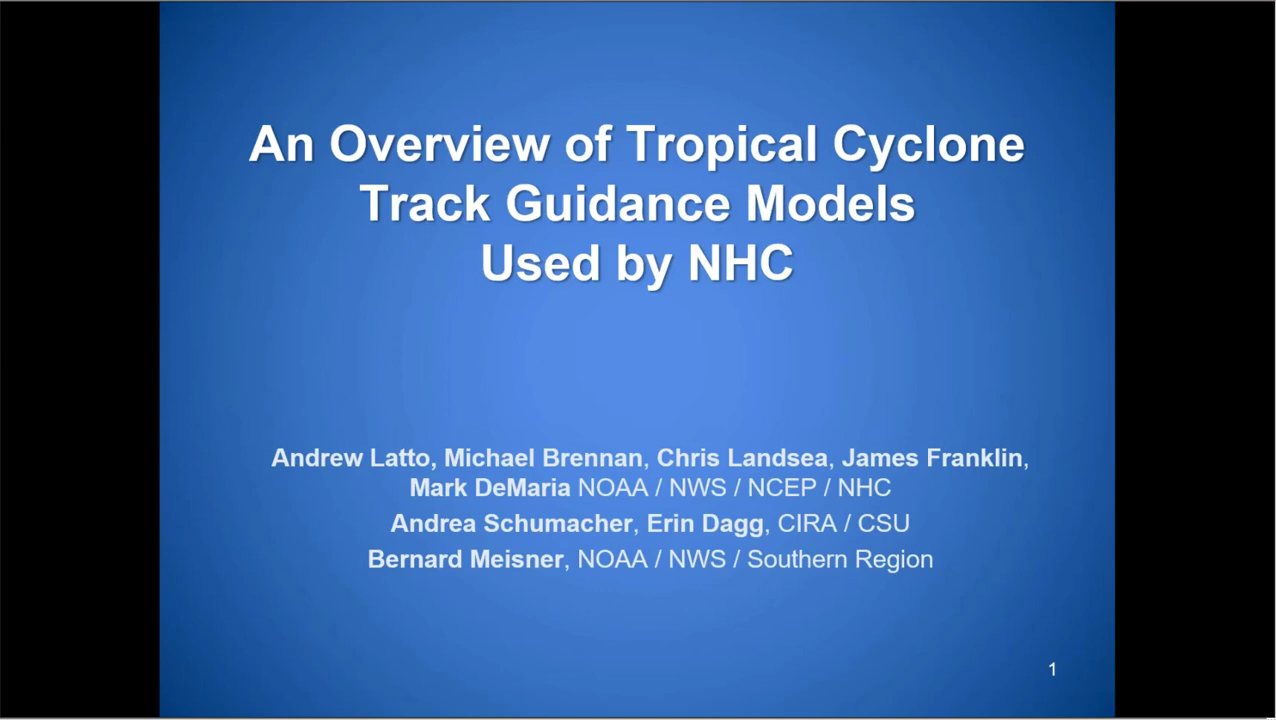 An Overview of Tropical Cyclone
Track Guidance Models
Used by NHC
Andrew Latto, Michael Brennan, Chris Landsea, James Franklin,
Mark DeMaria NOAA / NWS / NCEP / NHC
Andrea Schumacher, Erin Dagg, CIRA / CSU
Bernard Meisner, NOAA / NWS / Southern Region
1